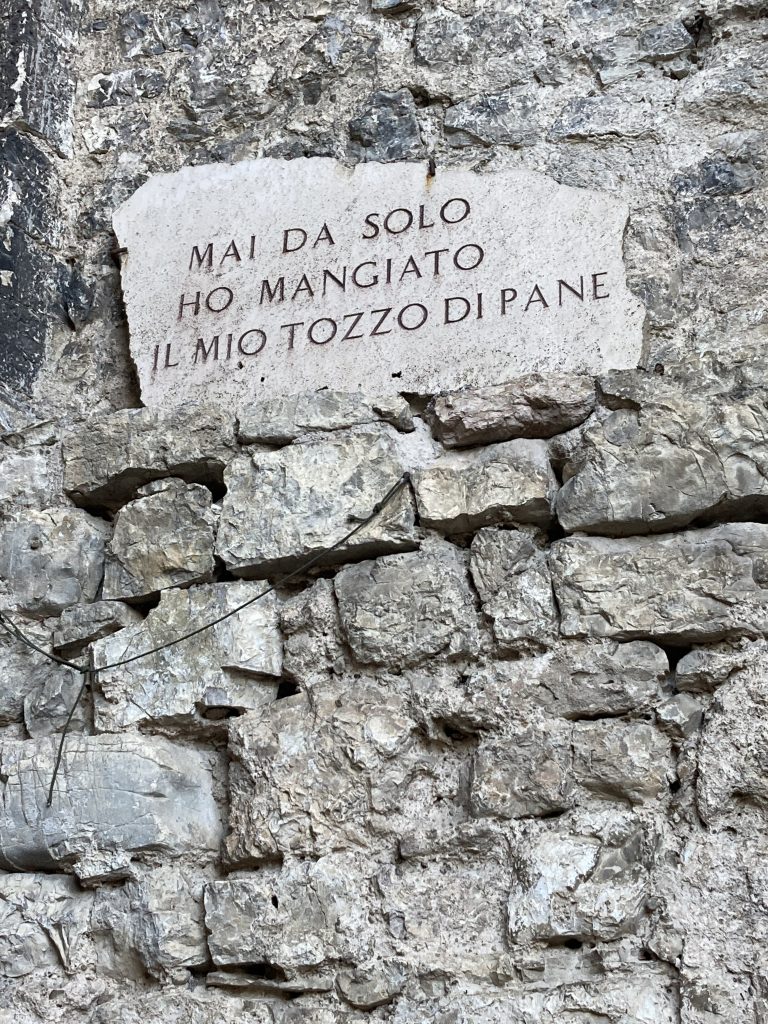 MAI DA SOLO
HO MANGIATO
IL MIO TOZZO DI PANE